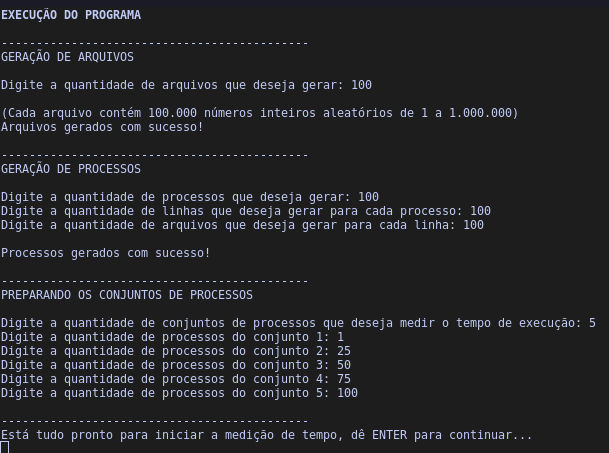 EXECUÇÃO DO PROGRAMA
--------------------------------------------
GERAÇÃO DE ARQUIVOS
Digite a quantidade de arquivos que deseja gerar: 100
(Cada arquivo contém 100.000 números inteiros aleatórios de 1 a 1.000.000)
Arquivos gerados com sucesso!
--------------------------------------------
GERAÇÃO DE PROCESSOS
Digite a quantidade de processos que deseja gerar: 100
Digite a quantidade de linhas que deseja gerar para cada processo: 100
Digite a quantidade de arquivos que deseja gerar para cada linha: 100
Processos gerados com sucesso!
--------------------------------------------
PREPARANDO OS CONJUNTOS DE PROCESSOS
Digite a quantidade de conjuntos de processos que deseja medir o tempo de execução: 5
Digite a quantidade de processos do conjunto 1: 1
Digite a quantidade de processos do conjunto 2: 25
Digite a quantidade de processos do conjunto 3: 50
Digite a quantidade de processos do conjunto 4: 75
Digite a quantidade de processos do conjunto 5: 100
--------------------------------------------
Está tudo pronto para iniciar a medição de tempo, dê ENTER para continuar...